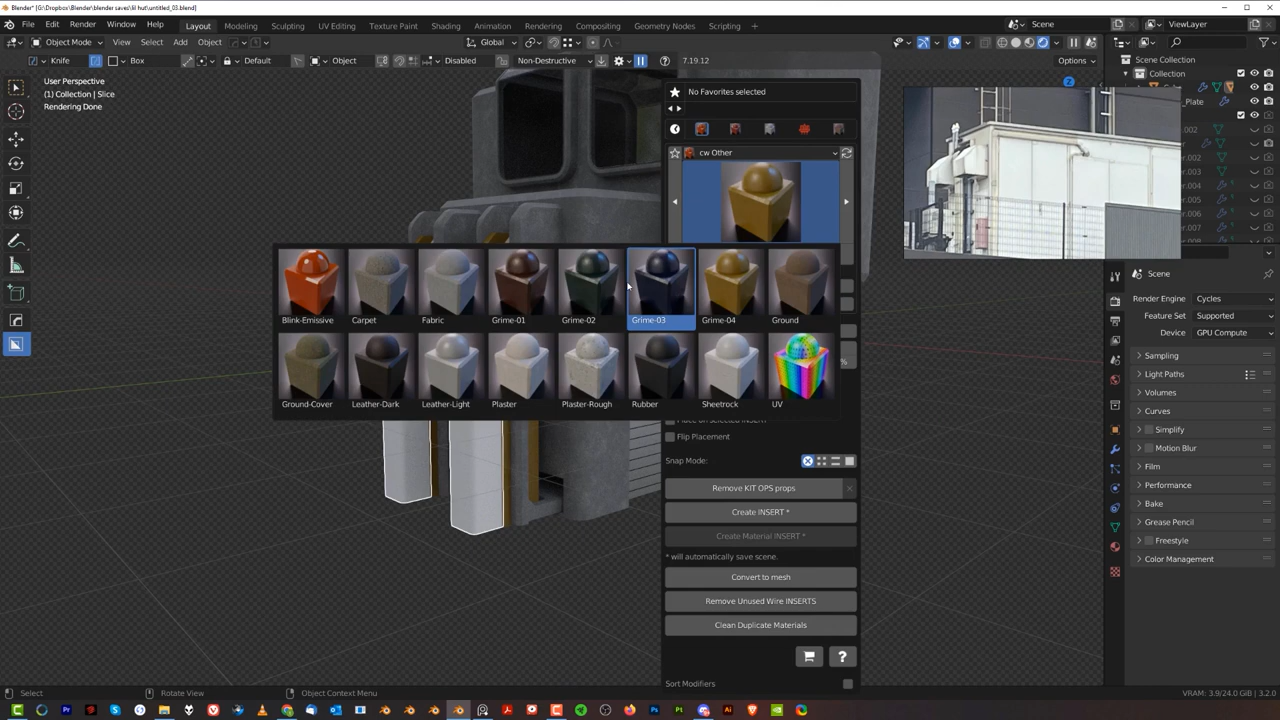 Blender* [G:\Dropbox\Blender\blender saves\lil hut\untitled_03.blend]
File Edit Render Window Help Layout Modeling Sculpting UV Editing Texture Paint Shading Animation Rendering Compositing Geometry Nodes Scripting Scene ViewLayer
Object Mode View Select Add Object Global
Knife Box Default Object Disabled Non-Destructive 7.19.12 Options
User Perspective
(1) Collection | Slice
Rendering Done
No Favorites selected
cw Other
Blink-Emissive Carpet Fabric Grime-01 Grime-02 Grime-03 Grime-04 Ground
Ground-Cover Leather-Dark Leather-Light Plaster Plaster-Rough Rubber Sheetrock UV
Flip Placement
Snap Mode:
Remove KIT OPS props
Create INSERT *
Create Material INSERT *
* will automatically save scene.
Convert to mesh
Remove Unused Wire INSERTS
Clean Duplicate Materials
?
Sort Modifiers
Z
Scene Collection
Collection
_Plate
Scene
Render Engine Cycles
Feature Set Supported
Device GPU Compute
Sampling
Light Paths
Volumes
Curves
Simplify
Motion Blur
Film
Performance
Bake
Grease Pencil
Freestyle
Color Management
Select Rotate View Object Context Menu VRAM: 3.9/24.0 GiB | 3.2.0